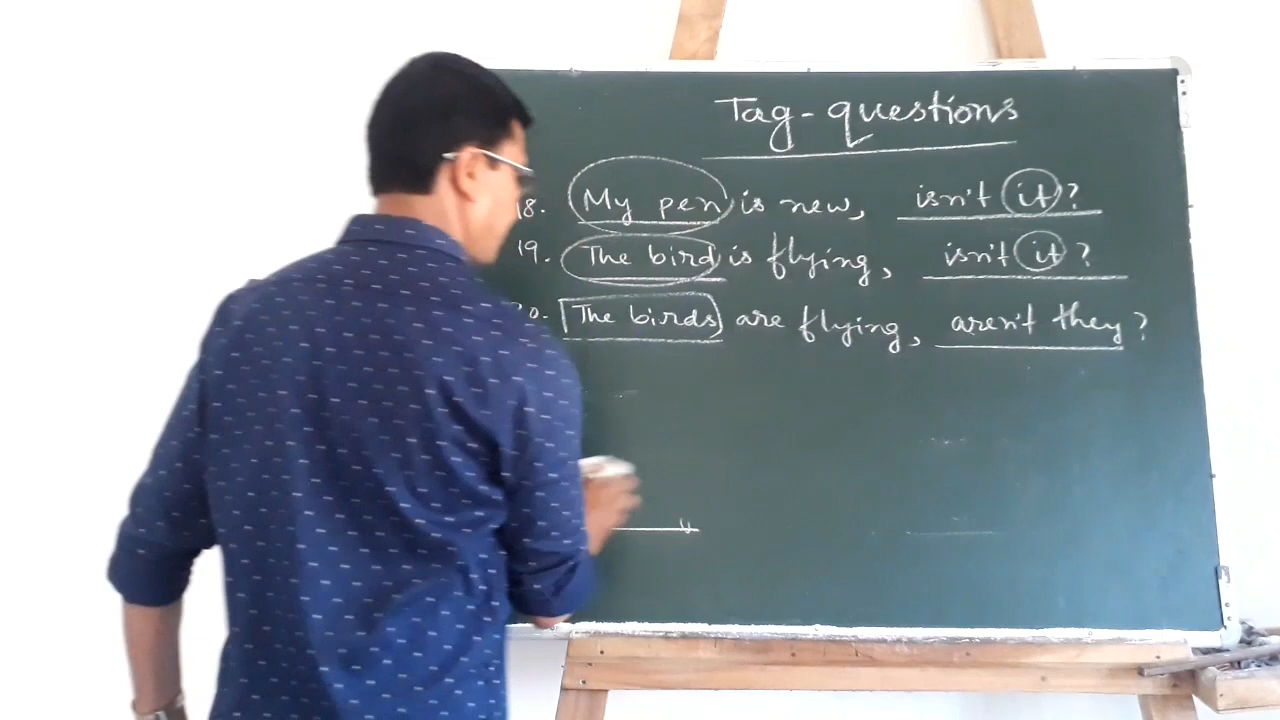 Tag-questions
18. My pen is new, isn't it?
19. The bird is flying, isn't it?
20. The birds are flying, aren't they?